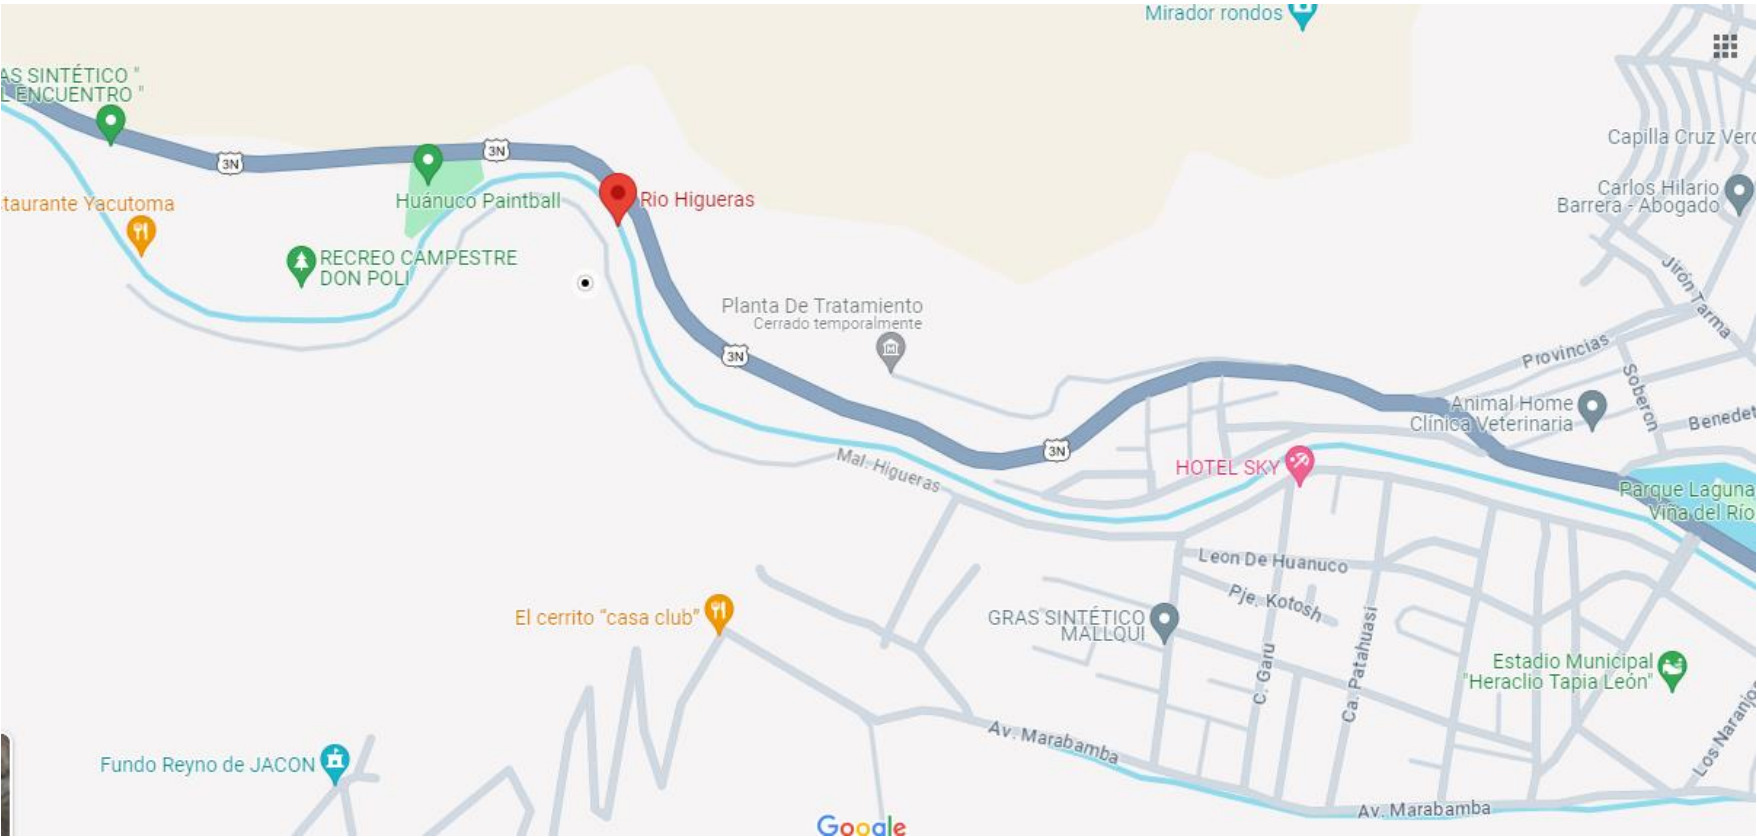 Mirador rondos
AS SINTÉTICO "
L ENCUENTRO "
3N
3N
Capilla Cruz Verd
Huánuco Paintball
Rio Higueras
Carlos Hilario
Barrera - Abogado
taurante Yacutoma
RECREO CAMPESTRE
DON POLI
Jirón Tarma
Planta De Tratamiento
Cerrado temporalmente
3N
Provincias
Soberon
Animal Home
Clínica Veterinaria
Benedet
3N
Mal. Higueras
HOTEL SKY
Parque Laguna
Viña del Río
Leon De Huanuco
Pje. Kotosh
El cerrito "casa club"
GRAS SINTÉTICO
MALLQUI
C. Garu
Ca. Patahuasi
Estadio Municipal
"Heraclio Tapia León"
Los Naranjos
Av. Marabamba
Fundo Reyno de JACON
Av. Marabamba
Google